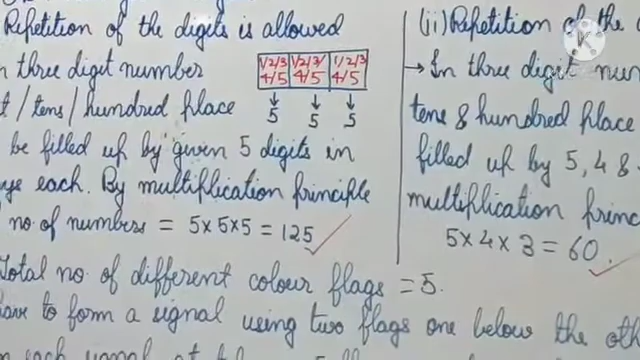 Repetition of the digits is allowed
three digit number
1/2/3/ 4/5 1/2/3/ 4/5 1/2/3 4/5
/ tens / hundred place
5 5 5
be filled up by given 5 digits in
each. By multiplication principle
no. of numbers = 5×5×5 = 125
(ii) Repetition of the
→ In three digit
tens & hundred place
filled up by 5, 4 &
multiplication
5×4×3 = 60.
Total no. of different colour flags = 5.
to form a signal using two flags one below the
KINEMASTER